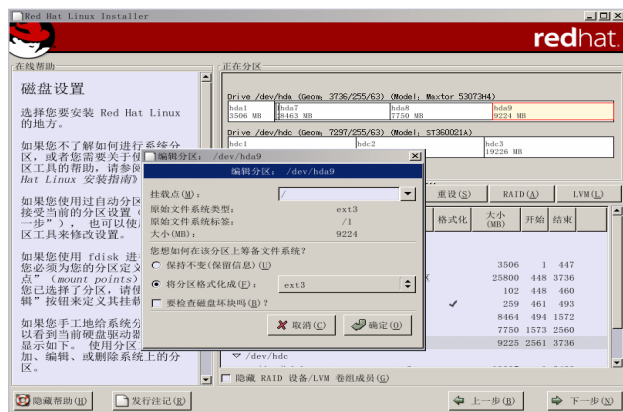 Red Hat Linux Installer
redhat.
在线帮助
磁盘设置
选择您要安装 Red Hat Linux
的地方。
如果您不了解如何进行系统分
区，或者您需要关于使
区工具的帮助，请参阅
Hat Linux 安装指南》
如果您使用过自动分区
接受当前的分区设置（
一步”），也可以使
区工具来修改设置。
如果您使用 fdisk 进
您必须为您的分区定义
点”（mount points）
您已选择了分区，请使
辑”按钮来定义其挂载
如果您手工地给系统分
以看到当前硬盘驱动器
显示如下。 使用分区
加、编辑、或删除系统上的分
区。
正在分区
Drive /dev/hda (Geom: 3736/255/63) (Model: Maxtor 53073H4)
hda1 hda7 hda8 hda9
3506 MB 8463 MB 7750 MB 9224 MB
Drive /dev/hdc (Geom: 7297/255/63) (Model: ST360021A)
hdc1 hdc2 hdc3
19226 MB
重设(S) RAID(A) LVM(L)
格式化 大小(MB) 开始 结束
3506 1 447
25800 448 3736
102 448 460
259 461 493
8464 494 1572
7750 1573 2560
9225 2561 3736
/dev/hdc
隐藏 RAID 设备/LVM 卷组成员(G)
编辑分区： /dev/hda9
编辑分区： /dev/hda9
挂载点(M)： /
原始文件系统类型： ext3
原始文件系统标签： /1
大小(MB)： 9224
您想如何在该分区上筹备文件系统？
保持不变(保留信息)(U)
将分区格式化成(F)： ext3
要检查磁盘坏块吗(B)？
取消(C) 确定(O)
隐藏帮助(H) 发行注记(R) 上一步(B) 下一步(N)